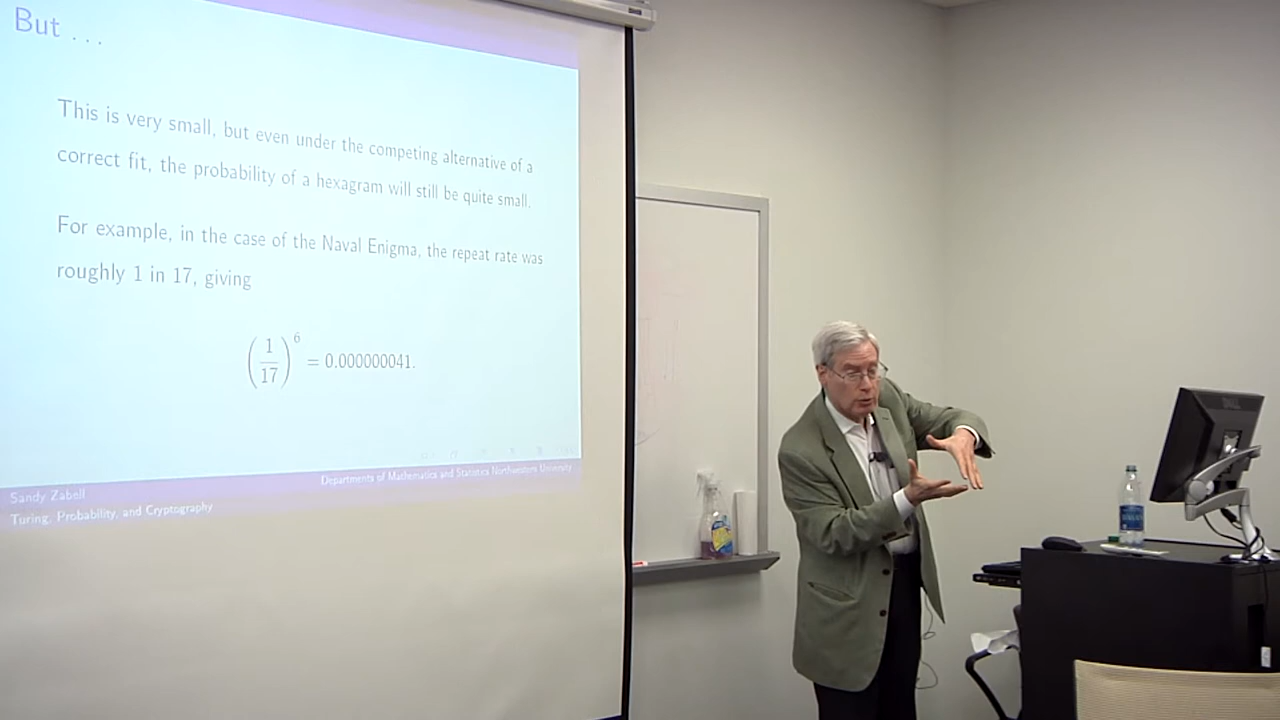 But ...
This is very small, but even under the competing alternative of a
correct fit, the probability of a hexagram will still be quite small.
For example, in the case of the Naval Enigma, the repeat rate was
roughly 1 in 17, giving
(1/17)^6 = 0.000000041.
Sandy Zabell
Departments of Mathematics and Statistics Northwestern University
Turing, Probability, and Cryptography
DELL